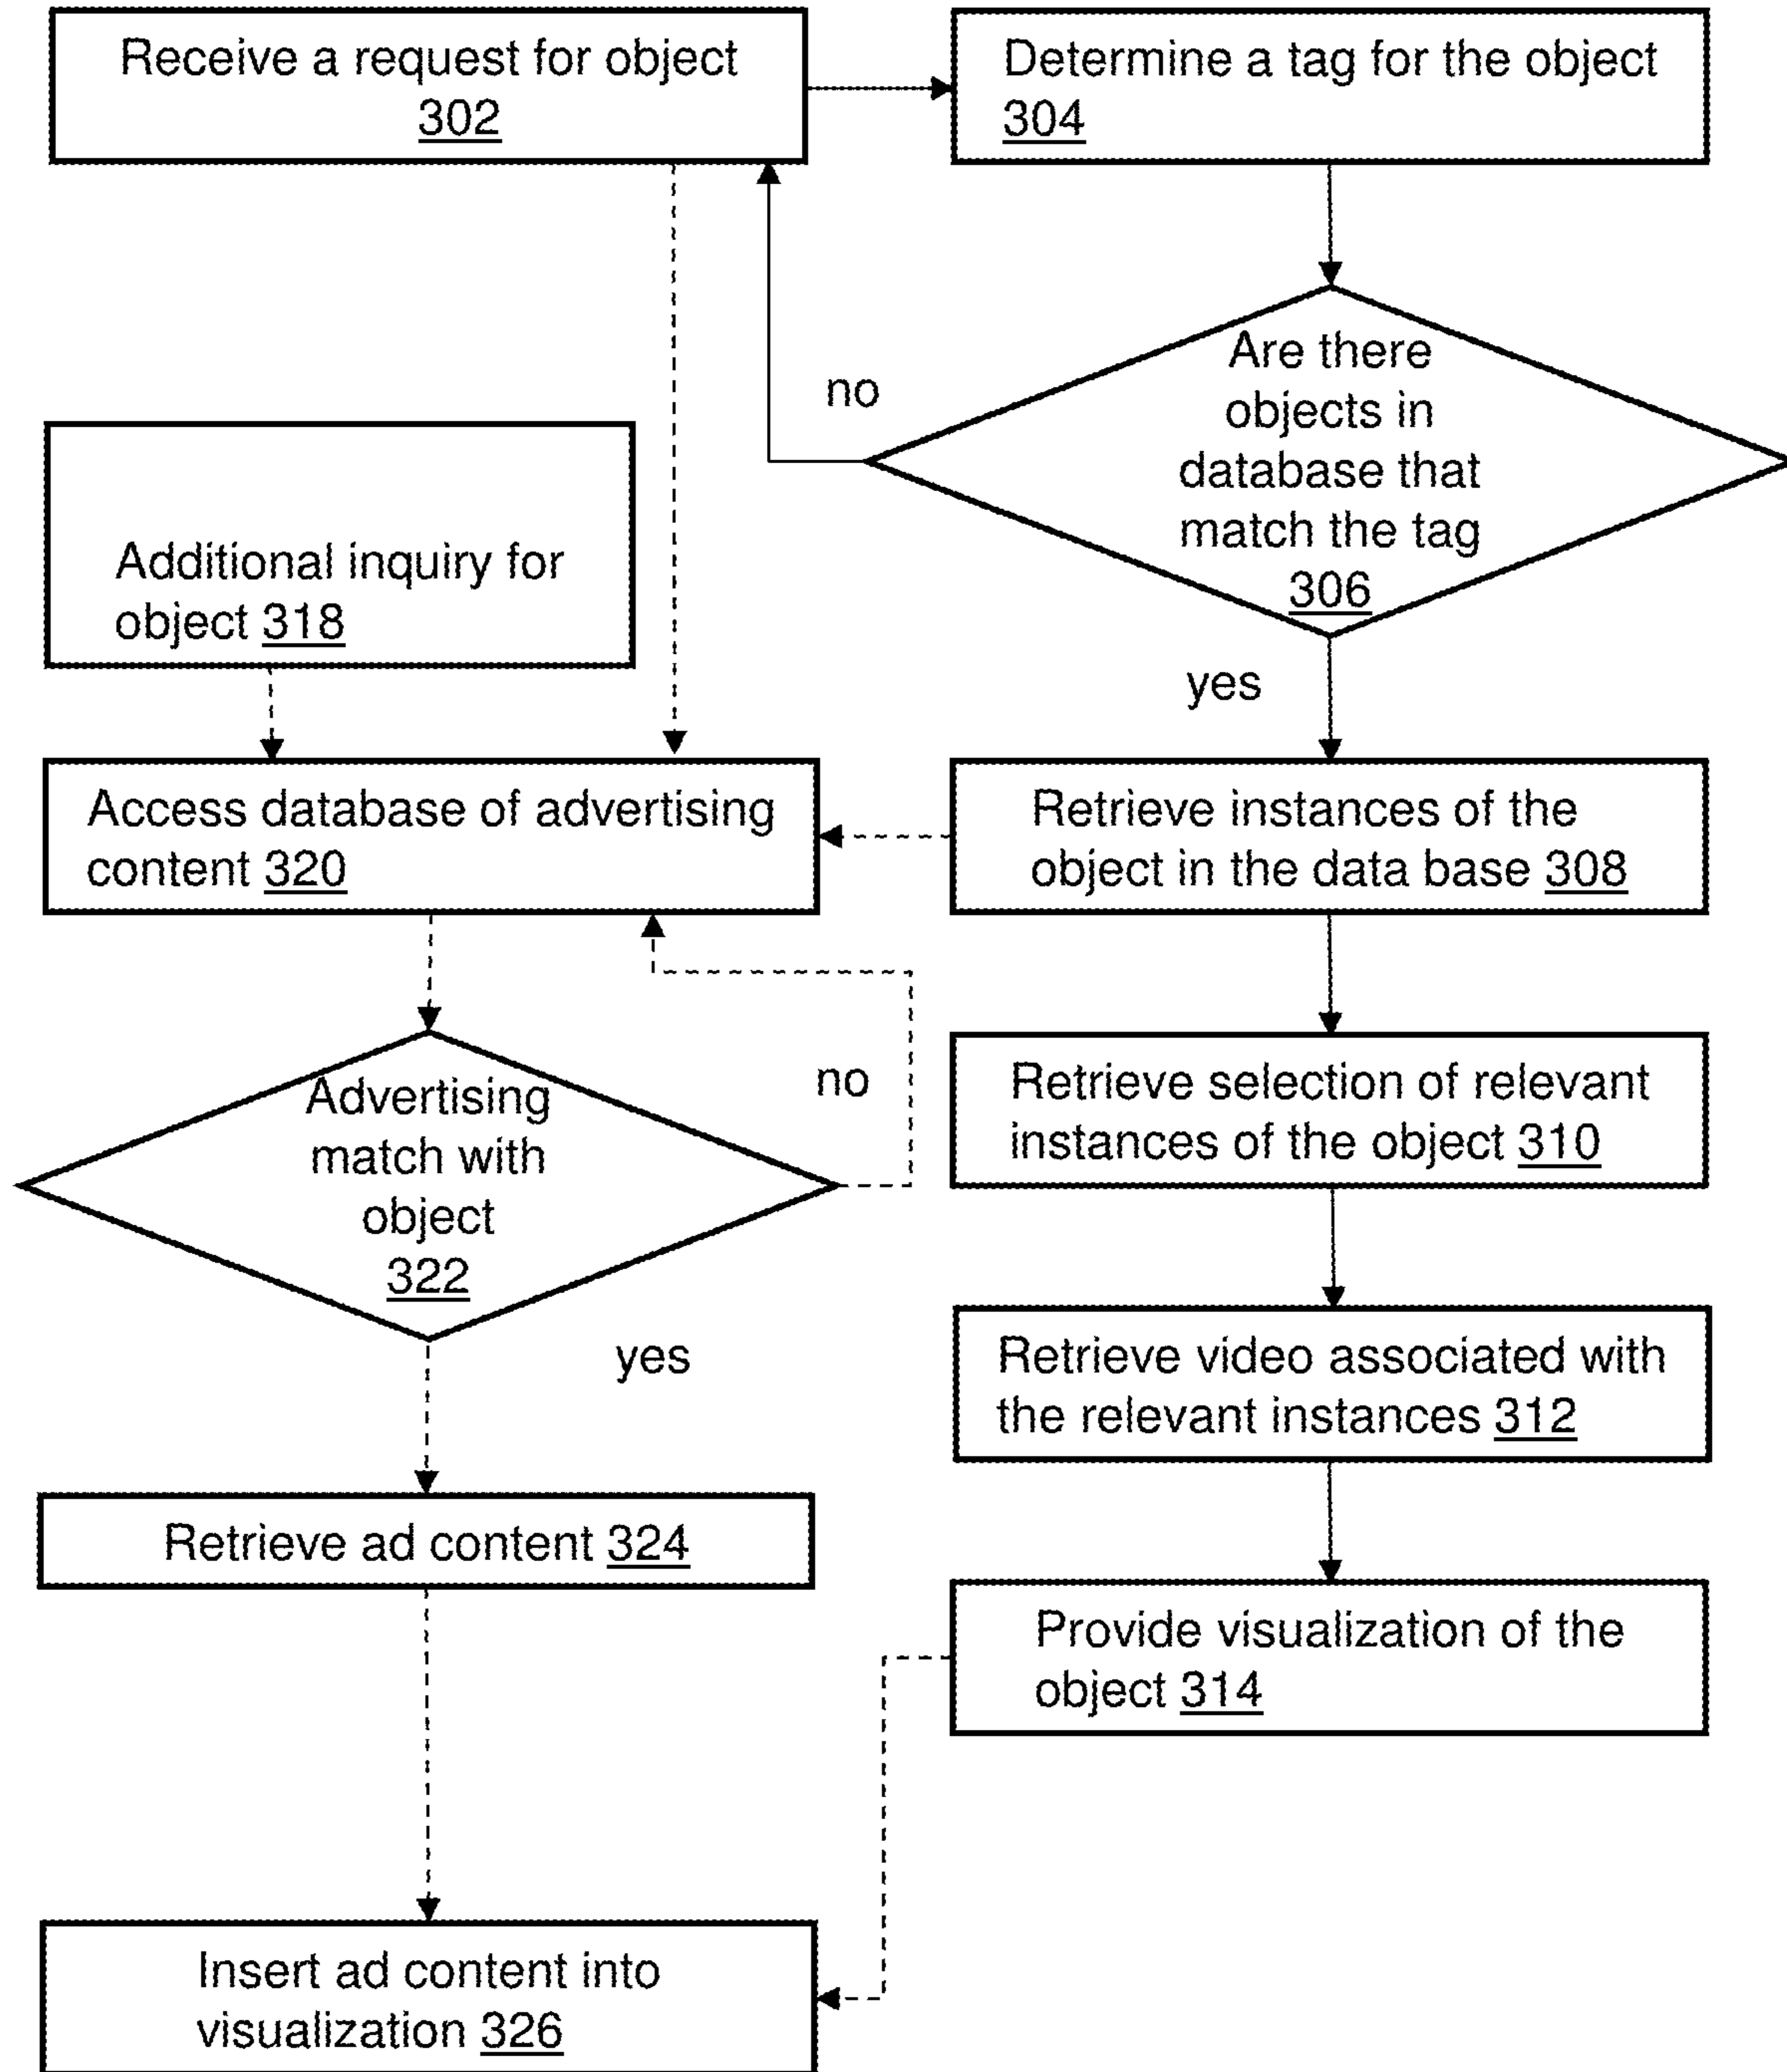 Receive a request for object
302
Determine a tag for the object
304
Are there
objects in
database that
match the tag
306
no
yes
Additional inquiry for
object 318
Access database of advertising
content 320
Retrieve instances of the
object in the data base 308
Advertising
match with
object
322
no
yes
Retrieve selection of relevant
instances of the object 310
Retrieve video associated with
the relevant instances 312
Retrieve ad content 324
Provide visualization of the
object 314
Insert ad content into
visualization 326